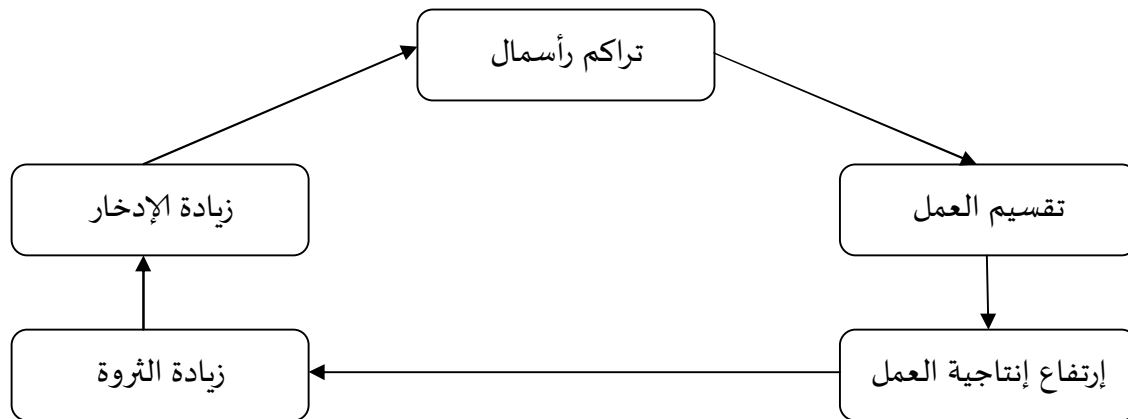 تراكم رأسمال
تقسيم العمل
زيادة الإدخار
إرتفاع إنتاجية العمل
زيادة الثروة